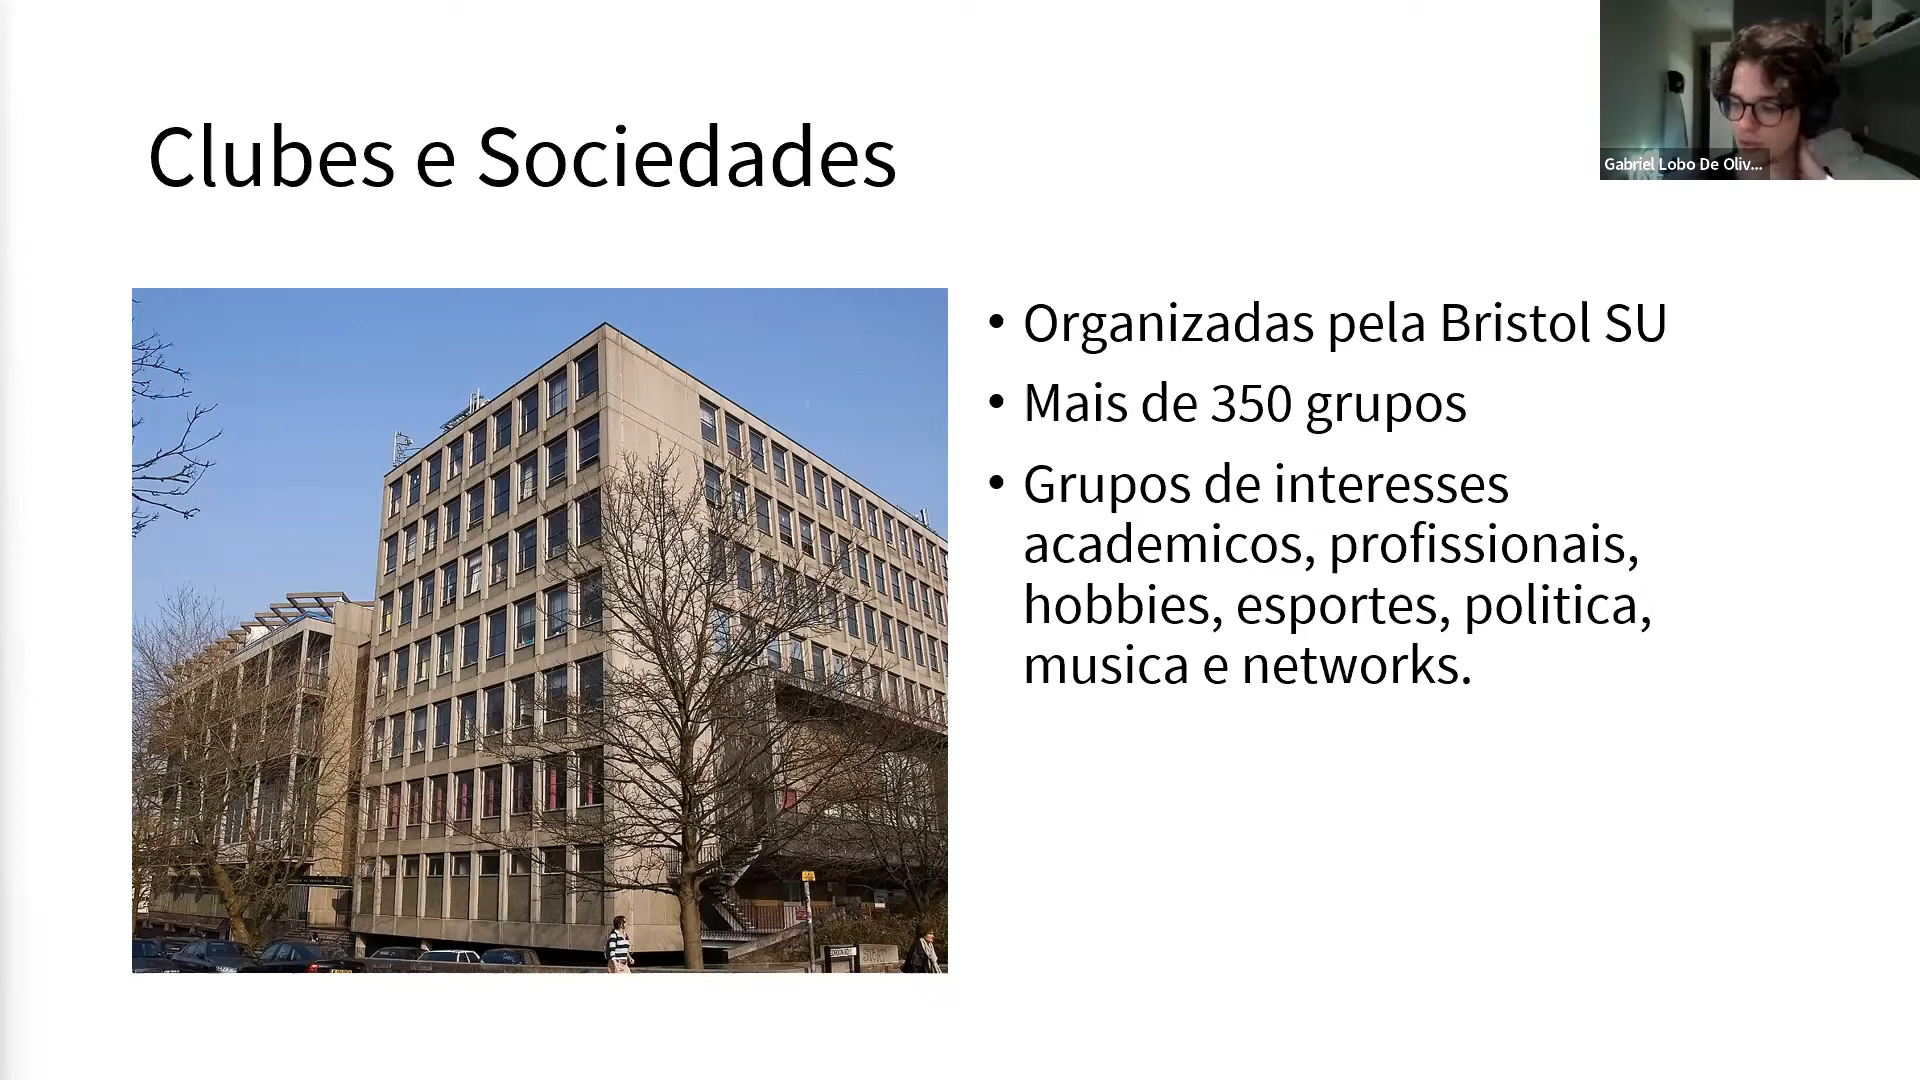 Clubes e Sociedades
Gabriel Lobo De Oliv...
• Organizadas pela Bristol SU
• Mais de 350 grupos
• Grupos de interesses
academicos, profissionais,
hobbies, esportes, politica,
musica e networks.